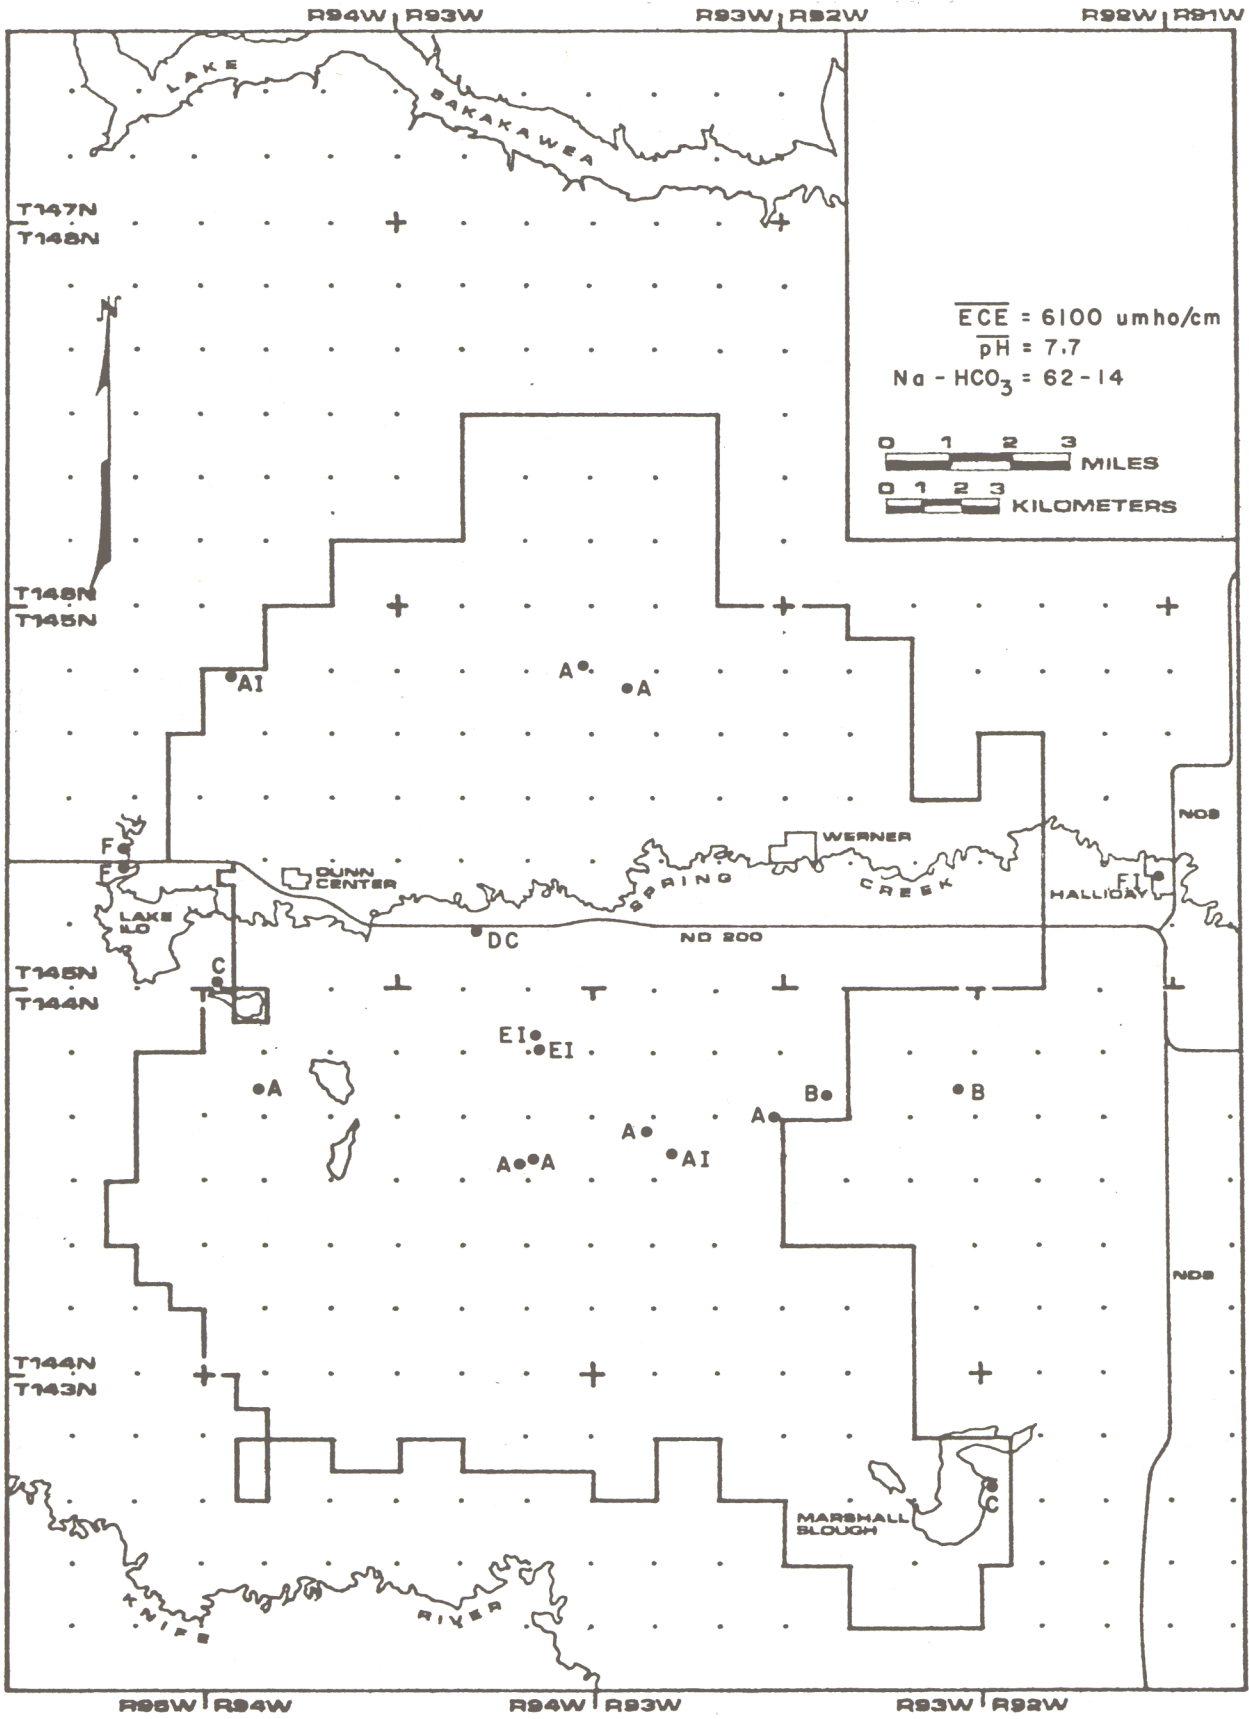 R94W R93W
R93W R92W
R92W R91W
LAKE
SAKAKAWEA
T147N
T146N
N
ECE = 6100 umho/cm
pH = 7.7
Na - HCO3 = 62 - 14
0 1 2 3
MILES
0 1 2 3
KILOMETERS
T146N
T145N
A
A
AI
ND8
WERNER
F
F
DUNN
CENTER
SPRING CREEK
FI
HALLIDAY
LAKE
ILO
DC
ND 200
C
T145N
T144N
EI
EI
A
B
B
A
A
AI
A
A
ND8
T144N
T143N
C
MARSHALL
SLOUGH
KNIFE RIVER
R95W R94W
R94W R93W
R93W R92W